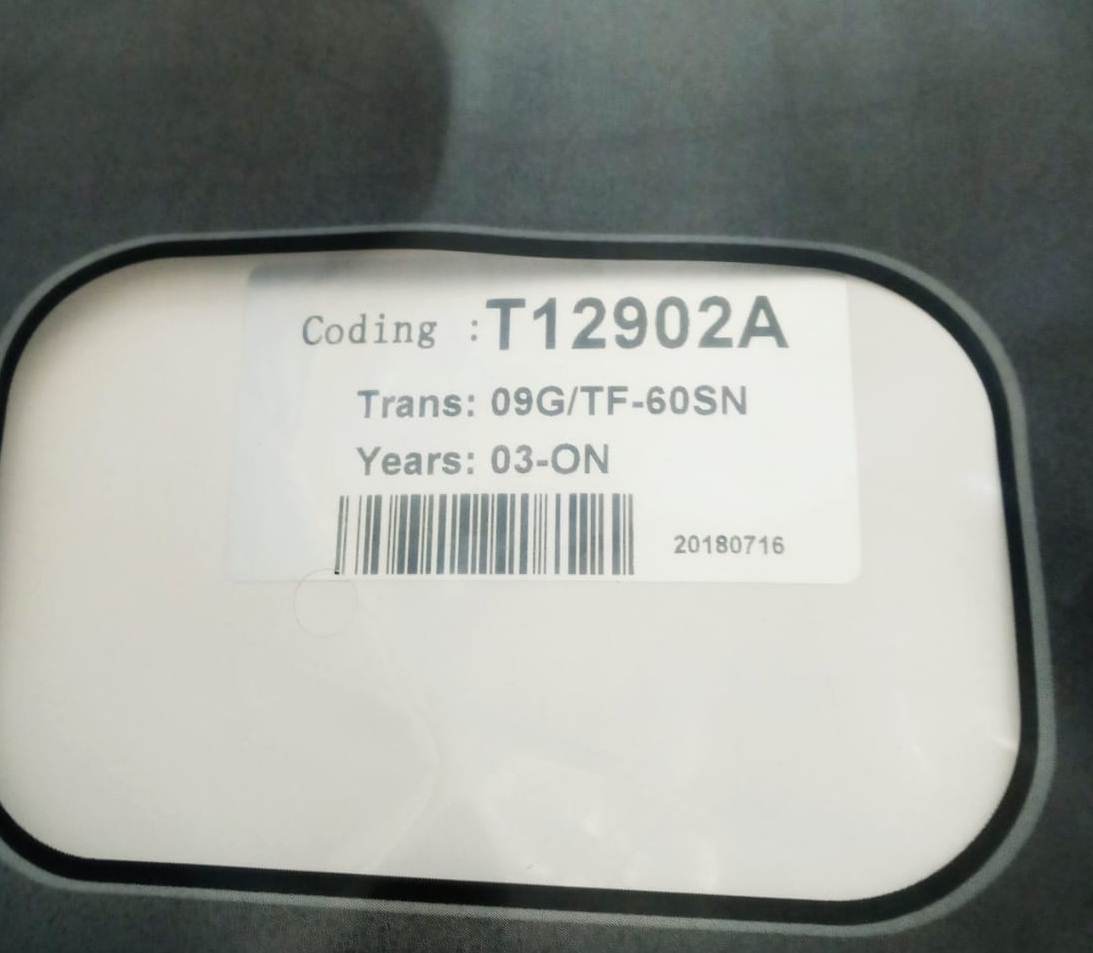 Coding :T12902A
Trans: 09G/TF-60SN
Years: 03-ON
20180716